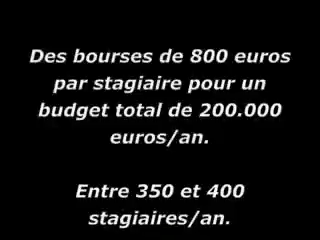 Des bourses de 800 euros
par stagiaire pour un
budget total de 200.000
euros/an.
Entre 350 et 400
stagiaires/an.